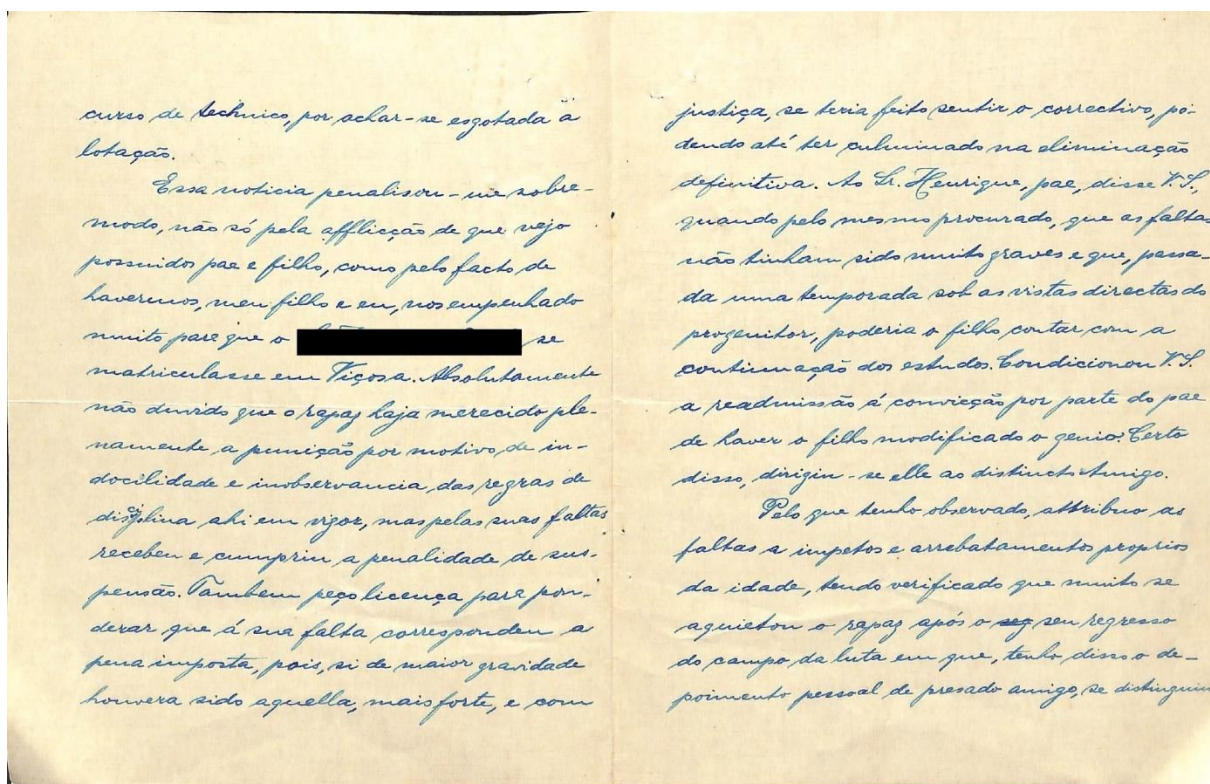 curso de technico, por achar-se esgotada a
lotação.
Essa noticia penalisou-me sobre-
modo, não só pela afflicção de que vejo
possuidos pae e filho, como pelo facto de
havermos, meu filho e eu, nos empenhado
muito para que o se
matriculasse em Viçosa. Absolutamente
não duvido que o rapaz haja merecido ple-
namente a punição por motivo de in-
docilidade e inobservancia das regras de
disciplina ahi em vigor, mas pelas suas faltas
recebeu e cumpriu a penalidade de sus-
pensão. Tambem peço licença para pon-
derar que á sua falta correspondeu a
pena imposta, pois, si de maior gravidade
houvera sido aquella, mais forte, e com
justiça, se teria feito sentir o correctivo, po-
dendo até ter culminado na eliminação
definitiva. Ao Sr. Henrique, pae, disse V. S.,
quando pelo mesmo procurado, que as faltas
não tinham sido muito graves e que, passa-
da uma temporada sob as vistas directas do
progenitor, poderia o filho contar com a
continuação dos estudos. Condicionou V. S.
a readmissão á convicção por parte do pae
de haver o filho modificado o genio. Certo
disso, dirigiu-se elle ao distincto Amigo.
Pelo que tenho observado, attribuo as
faltas a impetos e arrebatamentos proprios
da idade, tendo verificado que muito se
aquietou o rapaz após o seg seu regresso
do campo da luta em que, tenho disso o de-
poimento pessoal de presado amigo, se distinguiu